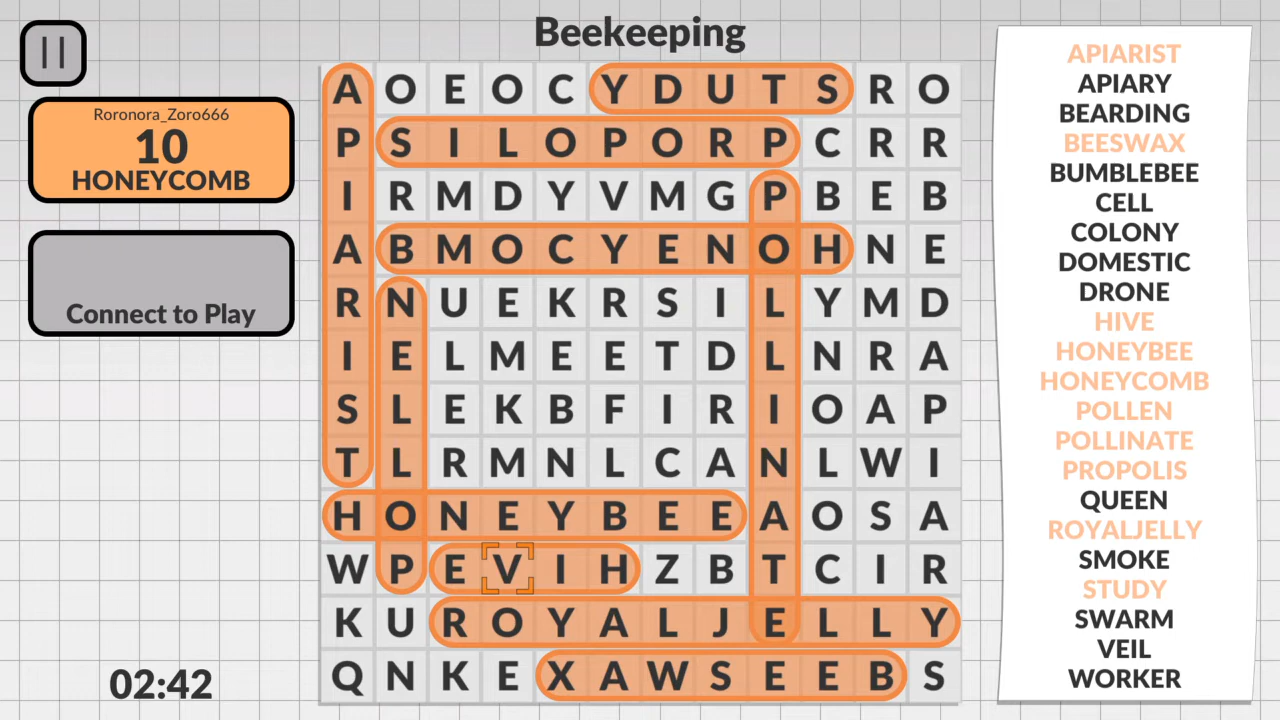 Beekeeping
Roronora_Zoro666
10
HONEYCOMB
Connect to Play
02:42
A O E O C Y D U T S R O
P S I L O P O R P C R R
I R M D Y V M G P B E B
A B M O C Y E N O H N E
R N U E K R S I L Y M D
I E L M E E T D L N R A
S L E K B F I R I O A P
T L R M N L C A N L W I
H O N E Y B E E A O S A
W P E V I H Z B T C I R
K U R O Y A L J E L L Y
Q N K E X A W S E E B S
APIARIST
APIARY
BEARDING
BEESWAX
BUMBLEBEE
CELL
COLONY
DOMESTIC
DRONE
HIVE
HONEYBEE
HONEYCOMB
POLLEN
POLLINATE
PROPOLIS
QUEEN
ROYALJELLY
SMOKE
STUDY
SWARM
VEIL
WORKER